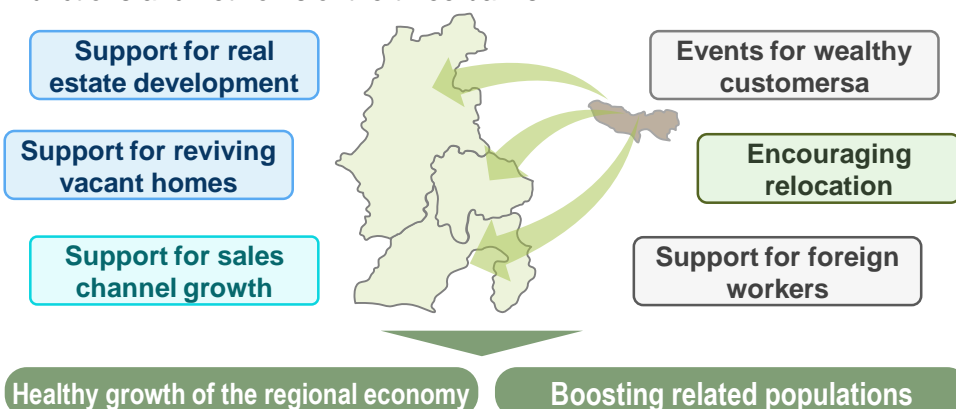 Support for real
estate development
Events for wealthy
customersa
Support for reviving
vacant homes
Encouraging
relocation
Support for sales
channel growth
Support for foreign
workers
Healthy growth of the regional economy
Boosting related populations